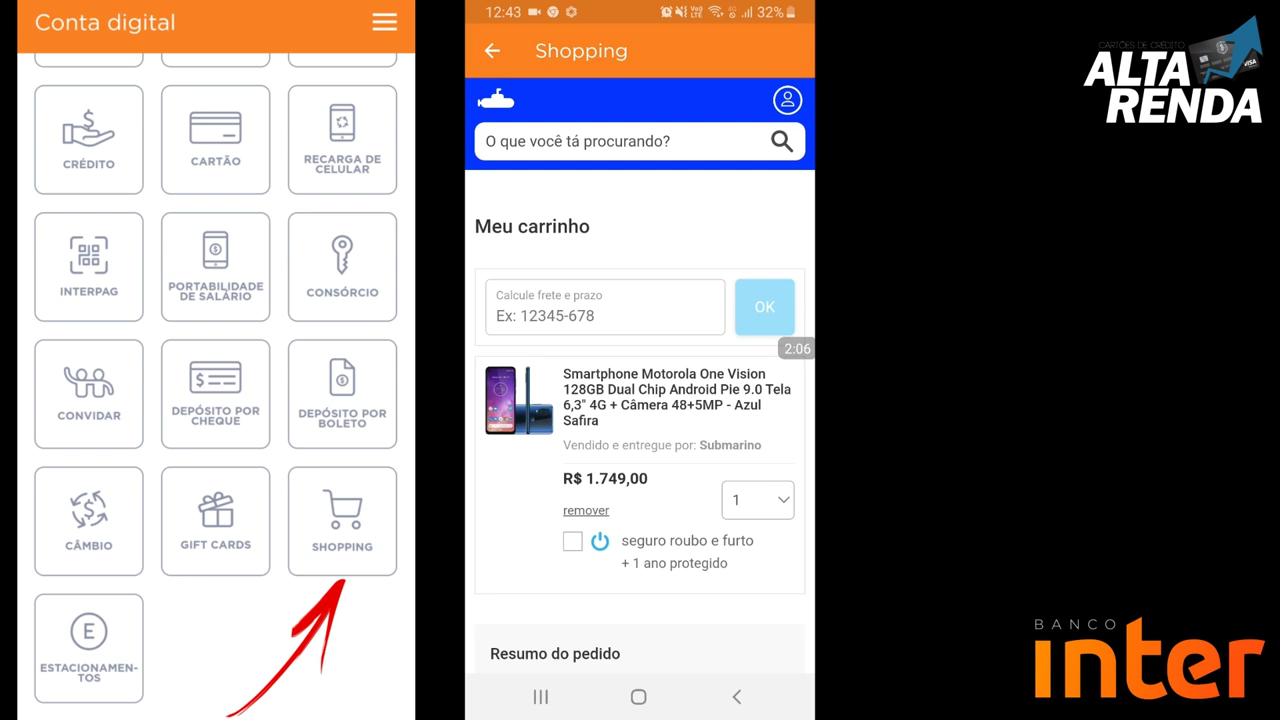 Conta digital
CRÉDITO
CARTÃO
RECARGA DE
CELULAR
INTERPAG
PORTABILIDADE
DE SALÁRIO
CONSÓRCIO
CONVIDAR
DEPÓSITO POR
CHEQUE
DEPÓSITO POR
BOLETO
CÂMBIO
GIFT CARDS
SHOPPING
E
ESTACIONAMEN-
TOS
12:43
32%
Shopping
O que você tá procurando?
Meu carrinho
Calcule frete e prazo
Ex: 12345-678
OK
2:06
Smartphone Motorola One Vision
128GB Dual Chip Android Pie 9.0 Tela
6,3" 4G + Câmera 48+5MP - Azul
Safira
Vendido e entregue por: Submarino
R$ 1.749,00
remover
1
seguro roubo e furto
+ 1 ano protegido
Resumo do pedido
CARTÕES DE CRÉDITO
ALTA
RENDA
VISA
BANCO
inter